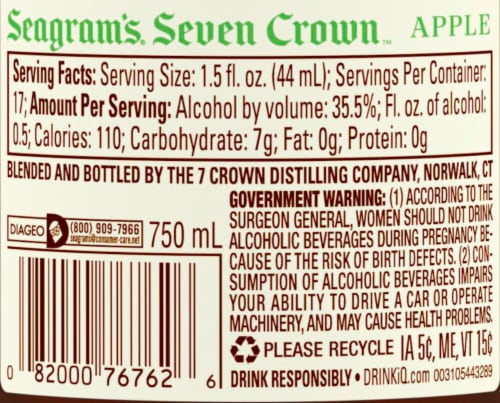 Seagram's Seven Crown™ APPLE
Serving Facts: Serving Size: 1.5 fl. oz. (44 mL); Servings Per Container:
17; Amount Per Serving: Alcohol by volume: 35.5%; Fl. oz. of alcohol:
0.5; Calories: 110; Carbohydrate: 7g; Fat: 0g; Protein: 0g
BLENDED AND BOTTLED BY THE 7 CROWN DISTILLING COMPANY, NORWALK, CT
DIAGEO (800) 909-7966
seagrams@consumer-care.net
750 mL
GOVERNMENT WARNING: (1) ACCORDING TO THE
SURGEON GENERAL, WOMEN SHOULD NOT DRINK
ALCOHOLIC BEVERAGES DURING PREGNANCY BE-
CAUSE OF THE RISK OF BIRTH DEFECTS. (2) CON-
SUMPTION OF ALCOHOLIC BEVERAGES IMPAIRS
YOUR ABILITY TO DRIVE A CAR OR OPERATE
MACHINERY, AND MAY CAUSE HEALTH PROBLEMS.
PLEASE RECYCLE IA 5¢, ME, VT 15¢
DRINK RESPONSIBLY • DRINKiQ.com 003105443289
0 82000 76762 6